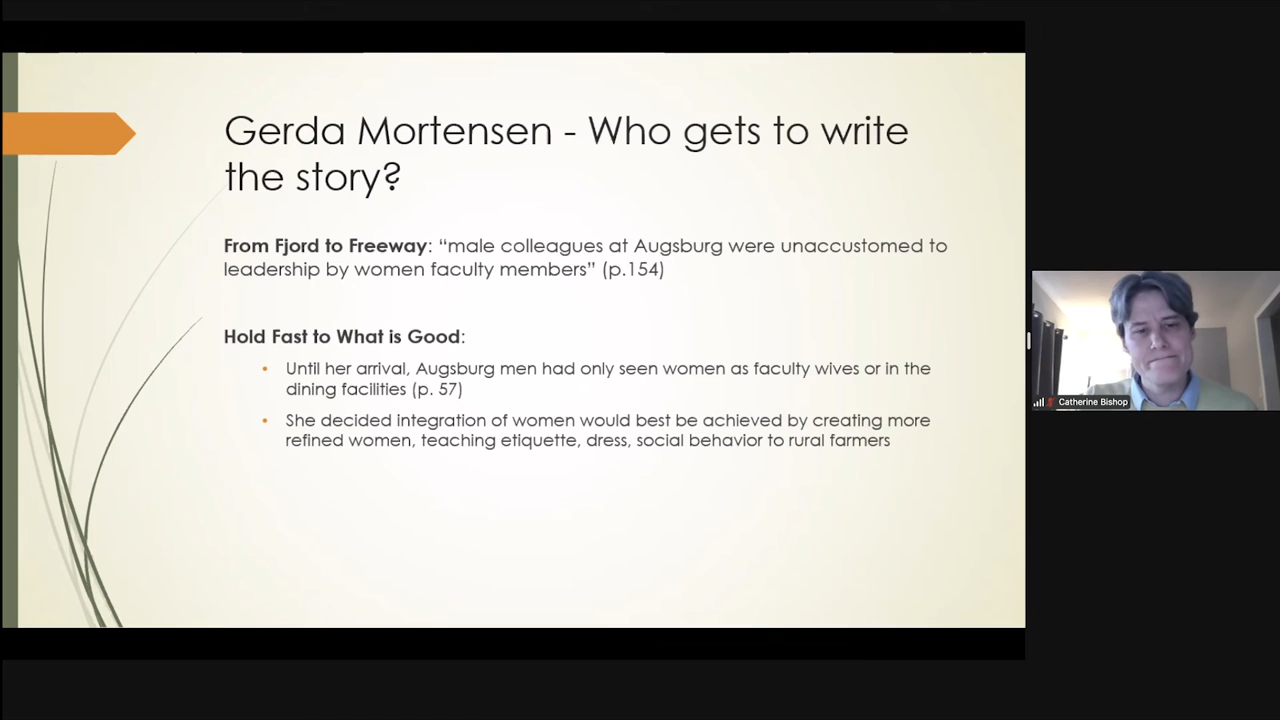 Gerda Mortensen - Who gets to write
the story?
From Fjord to Freeway: “male colleagues at Augsburg were unaccustomed to
leadership by women faculty members” (p.154)
Hold Fast to What is Good:
• Until her arrival, Augsburg men had only seen women as faculty wives or in the
dining facilities (p. 57)
• She decided integration of women would best be achieved by creating more
refined women, teaching etiquette, dress, social behavior to rural farmers
Catherine Bishop